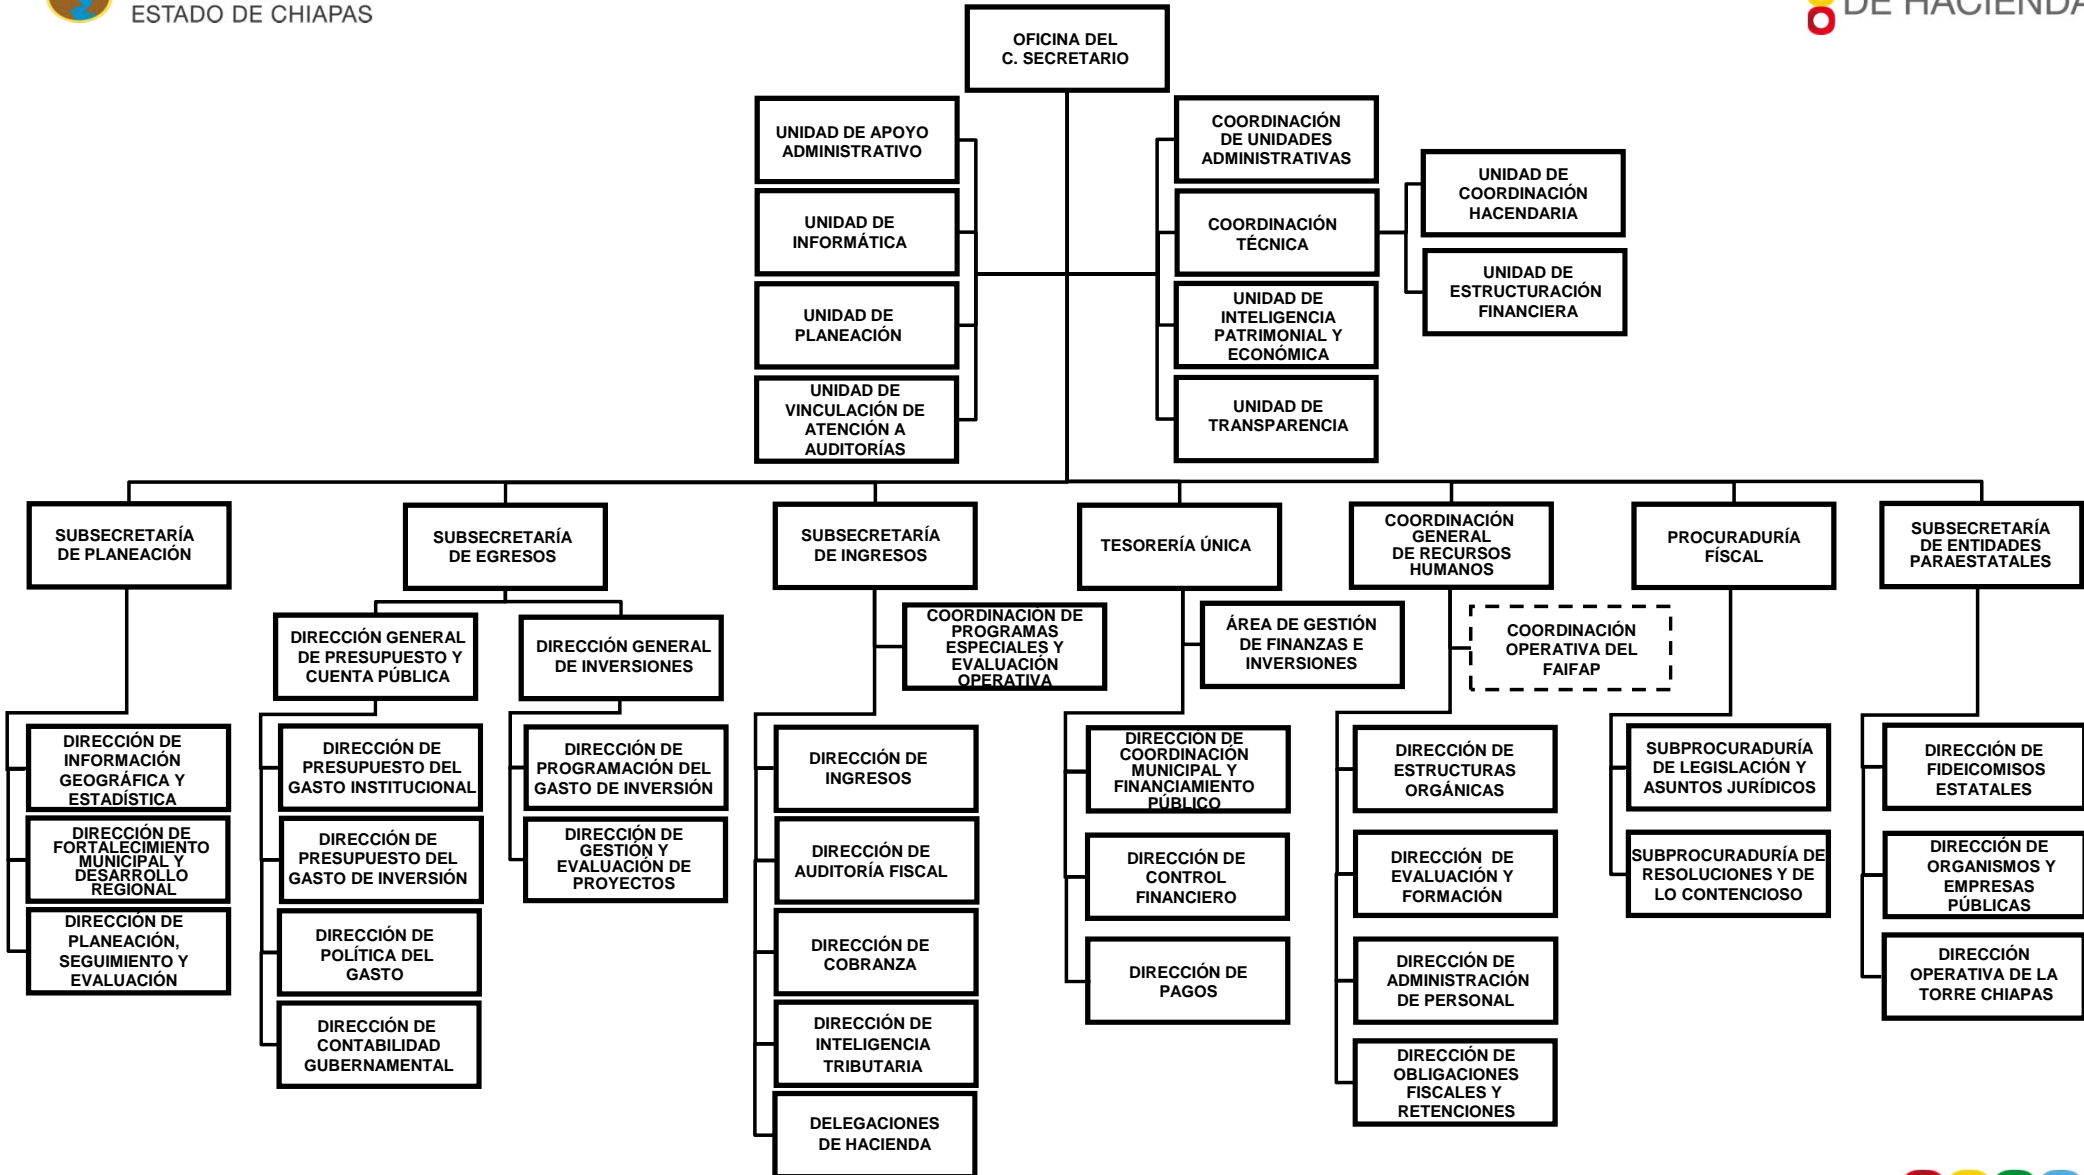 ESTADO DE CHIAPAS
DE HACIENDA
OFICINA DEL
C. SECRETARIO
UNIDAD DE APOYO
ADMINISTRATIVO
UNIDAD DE
INFORMÁTICA
UNIDAD DE
PLANEACIÓN
UNIDAD DE
VINCULACIÓN DE
ATENCIÓN A
AUDITORÍAS
COORDINACIÓN
DE UNIDADES
ADMINISTRATIVAS
COORDINACIÓN
TÉCNICA
UNIDAD DE
INTELIGENCIA
PATRIMONIAL Y
ECONÓMICA
UNIDAD DE
TRANSPARENCIA
UNIDAD DE
COORDINACIÓN
HACENDARIA
UNIDAD DE
ESTRUCTURACIÓN
FINANCIERA
SUBSECRETARÍA
DE PLANEACIÓN
DIRECCIÓN DE
INFORMACIÓN
GEOGRÁFICA Y
ESTADÍSTICA
DIRECCIÓN DE
FORTALECIMIENTO
MUNICIPAL Y
DESARROLLO
REGIONAL
DIRECCIÓN DE
PLANEACIÓN,
SEGUIMIENTO Y
EVALUACIÓN
SUBSECRETARÍA
DE EGRESOS
DIRECCIÓN GENERAL
DE PRESUPUESTO Y
CUENTA PÚBLICA
DIRECCIÓN DE
PRESUPUESTO DEL
GASTO INSTITUCIONAL
DIRECCIÓN DE
PRESUPUESTO DEL
GASTO DE INVERSIÓN
DIRECCIÓN DE
POLÍTICA DEL
GASTO
DIRECCIÓN DE
CONTABILIDAD
GUBERNAMENTAL
DIRECCIÓN GENERAL
DE INVERSIONES
DIRECCIÓN DE
PROGRAMACIÓN DEL
GASTO DE INVERSIÓN
DIRECCIÓN DE
GESTIÓN Y
EVALUACIÓN DE
PROYECTOS
SUBSECRETARÍA
DE INGRESOS
COORDINACIÓN DE
PROGRAMAS
ESPECIALES Y
EVALUACIÓN
OPERATIVA
DIRECCIÓN DE
INGRESOS
DIRECCIÓN DE
AUDITORÍA FISCAL
DIRECCIÓN DE
COBRANZA
DIRECCIÓN DE
INTELIGENCIA
TRIBUTARIA
DELEGACIONES
DE HACIENDA
TESORERÍA ÚNICA
ÁREA DE GESTIÓN
DE FINANZAS E
INVERSIONES
DIRECCIÓN DE
COORDINACIÓN
MUNICIPAL Y
FINANCIAMIENTO
PÚBLICO
DIRECCIÓN DE
CONTROL
FINANCIERO
DIRECCIÓN DE
PAGOS
COORDINACIÓN
GENERAL
DE RECURSOS
HUMANOS
COORDINACIÓN
OPERATIVA DEL
FAIFAP
DIRECCIÓN DE
ESTRUCTURAS
ORGÁNICAS
DIRECCIÓN DE
EVALUACIÓN Y
FORMACIÓN
DIRECCIÓN DE
ADMINISTRACIÓN
DE PERSONAL
DIRECCIÓN DE
OBLIGACIONES
FISCALES Y
RETENCIONES
PROCURADURÍA
FÍSCAL
SUBPROCURADURÍA
DE LEGISLACIÓN Y
ASUNTOS JURÍDICOS
SUBPROCURADURÍA DE
RESOLUCIONES Y DE
LO CONTENCIOSO
SUBSECRETARÍA
DE ENTIDADES
PARAESTATALES
DIRECCIÓN DE
FIDEICOMISOS
ESTATALES
DIRECCIÓN DE
ORGANISMOS Y
EMPRESAS
PÚBLICAS
DIRECCIÓN
OPERATIVA DE LA
TORRE CHIAPAS